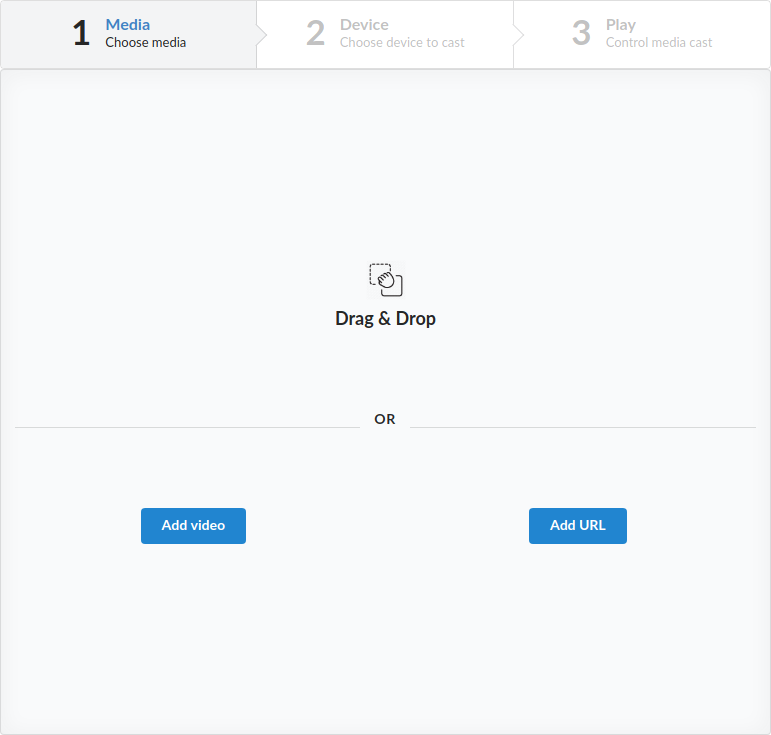 1 Media
Choose media
2 Device
Choose device to cast
3 Play
Control media cast
Drag & Drop
OR
Add video
Add URL